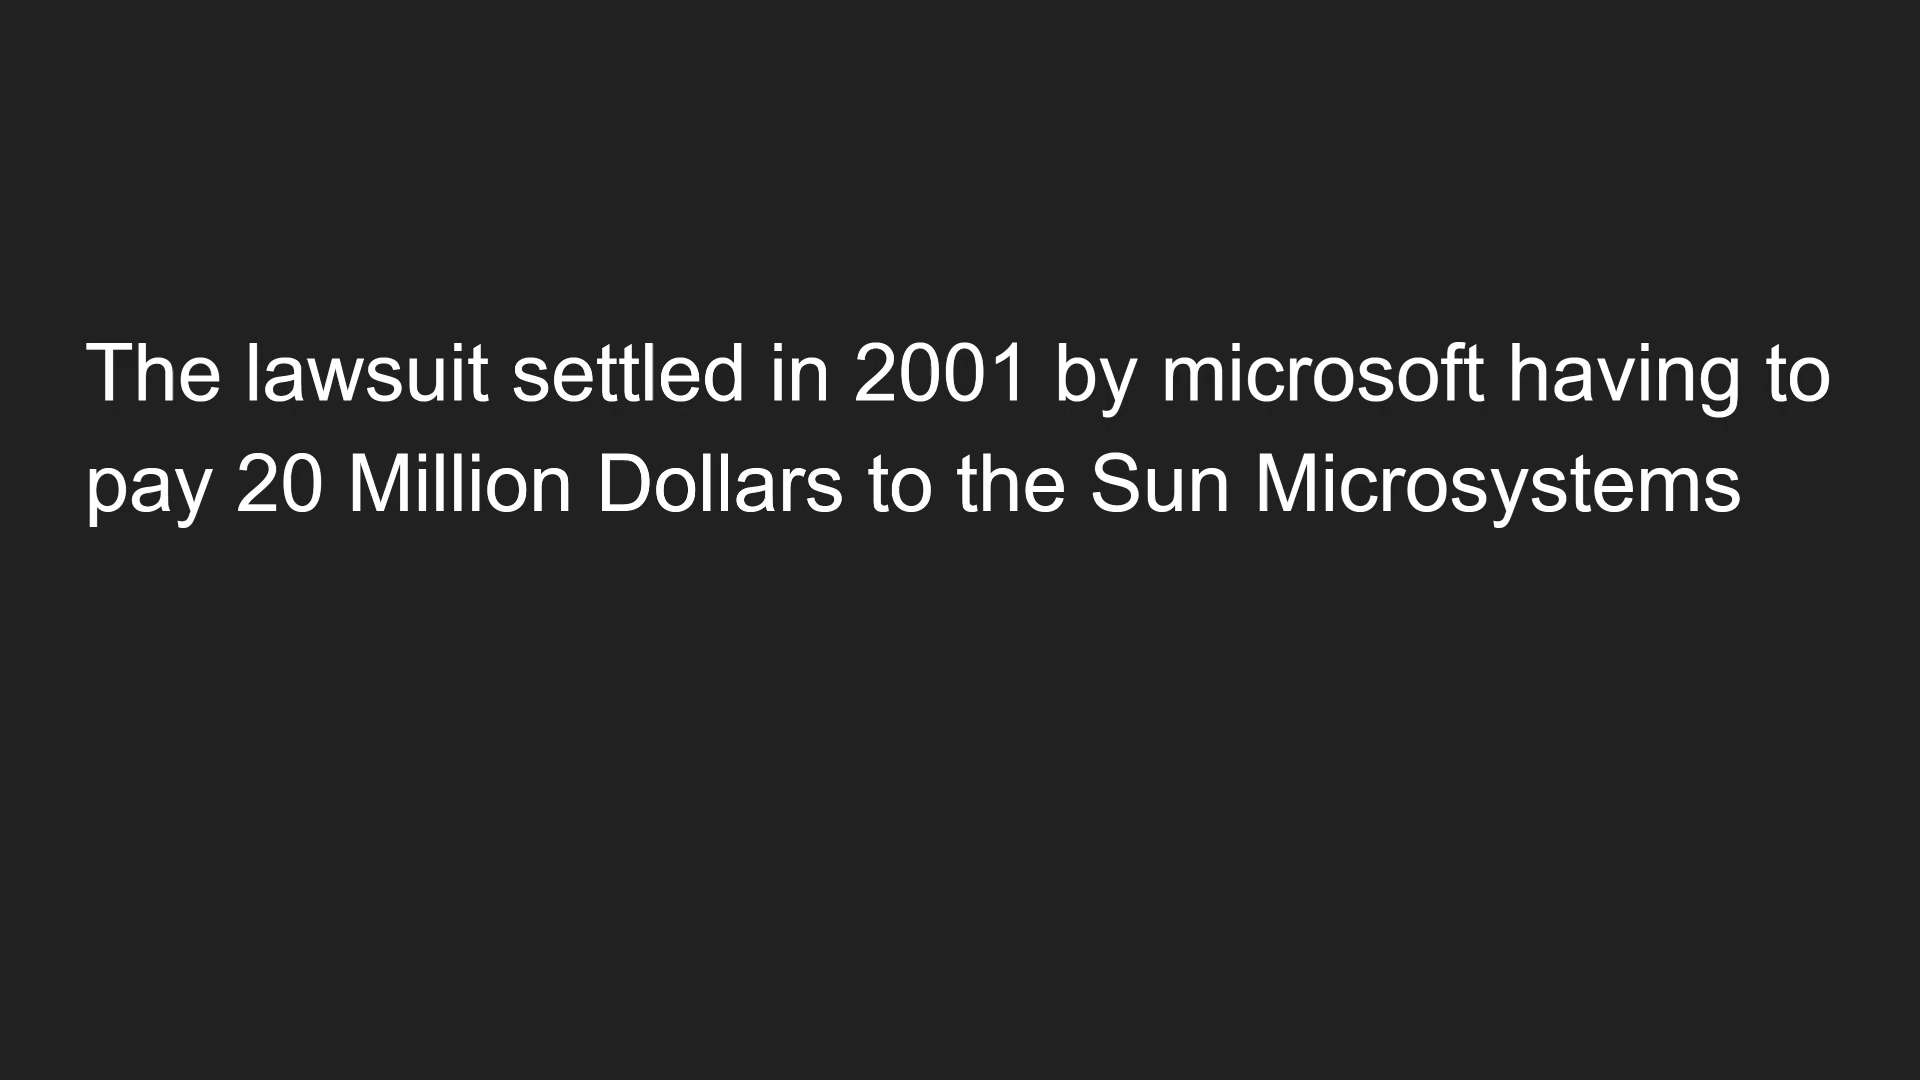 The lawsuit settled in 2001 by microsoft having to
pay 20 Million Dollars to the Sun Microsystems